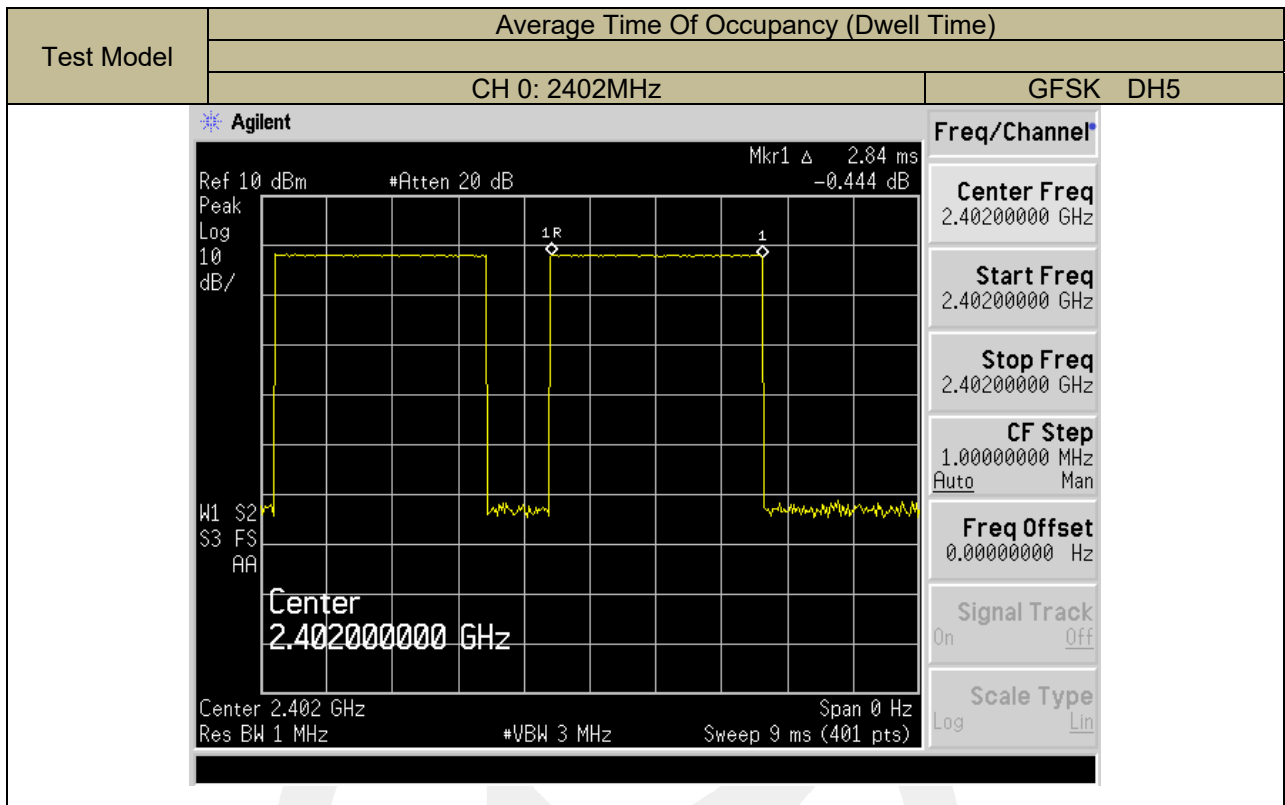 Test Model
Average Time Of Occupancy (Dwell Time)
CH 0: 2402MHz
GFSK DH5
Agilent
Mkr1 Δ 2.84 ms
Ref 10 dBm #Atten 20 dB -0.444 dB
Peak
Log
10
dB/
1R
1
W1 S2
S3 FS
AA
Center
2.402000000 GHz
Center 2.402 GHz Span 0 Hz
Res BW 1 MHz #VBW 3 MHz Sweep 9 ms (401 pts)
Freq/Channel
Center Freq
2.40200000 GHz
Start Freq
2.40200000 GHz
Stop Freq
2.40200000 GHz
CF Step
1.00000000 MHz
Auto Man
Freq Offset
0.00000000 Hz
Signal Track
On Off
Scale Type
Log Lin